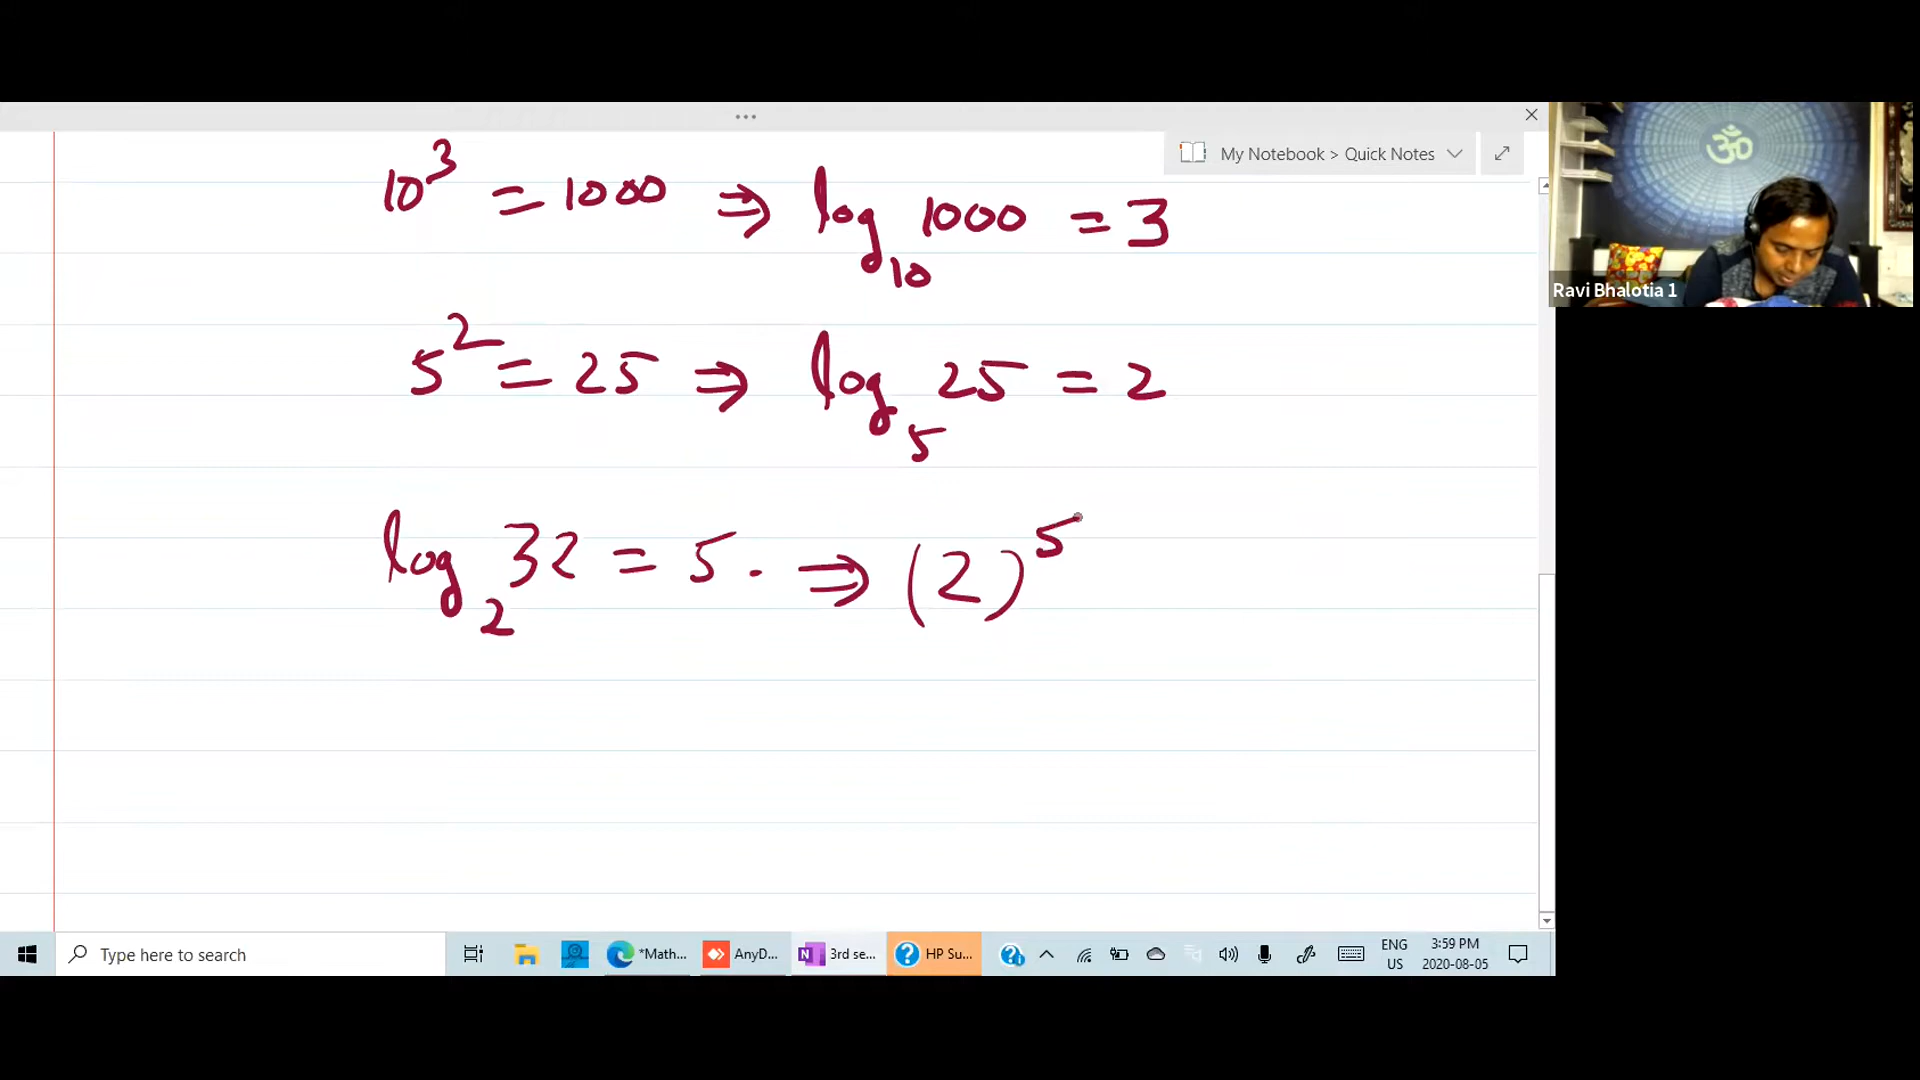 My Notebook > Quick Notes
10³ = 1000 ⇒ log₁₀ 1000 = 3
5² = 25 ⇒ log₅ 25 = 2
log₂ 32 = 5. ⇒ (2)⁵
Ravi Bhalotia 1
ॐ
Type here to search
*Math...
AnyD...
N
3rd se...
HP Su...
ENG
US
3:59 PM
2020-08-05